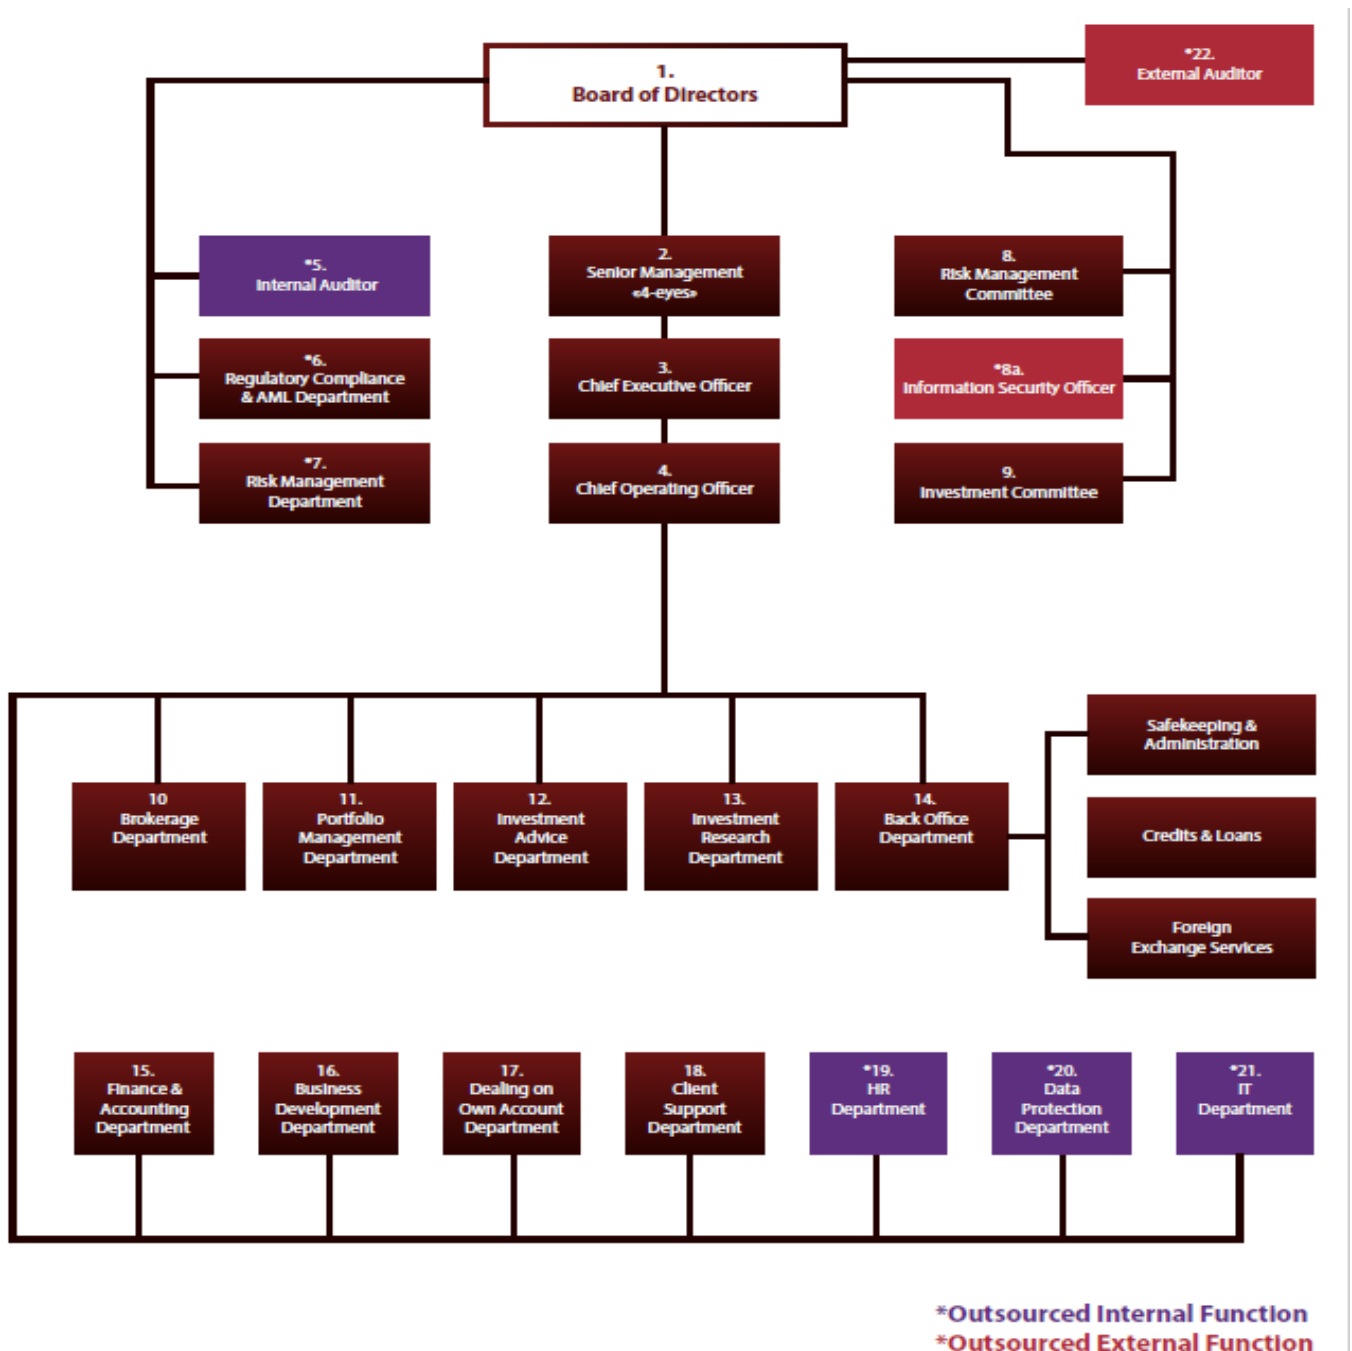 1.
Board of Directors
*22.
External Auditor
*5.
Internal Auditor
2.
Senior Management
«4-eyes»
8.
Risk Management
Committee
*6.
Regulatory Compliance
& AML Department
3.
Chief Executive Officer
*8a.
Information Security Officer
*7.
Risk Management
Department
4.
Chief Operating Officer
9.
Investment Committee
Safekeeping &
Administration
Credits & Loans
Foreign
Exchange Services
10
Brokerage
Department
11.
Portfolio
Management
Department
12.
Investment
Advice
Department
13.
Investment
Research
Department
14.
Back Office
Department
15.
Finance &
Accounting
Department
16.
Business
Development
Department
17.
Dealing on
Own Account
Department
18.
Client
Support
Department
*19.
HR
Department
*20.
Data
Protection
Department
*21.
IT
Department
*Outsourced Internal Function
*Outsourced External Function